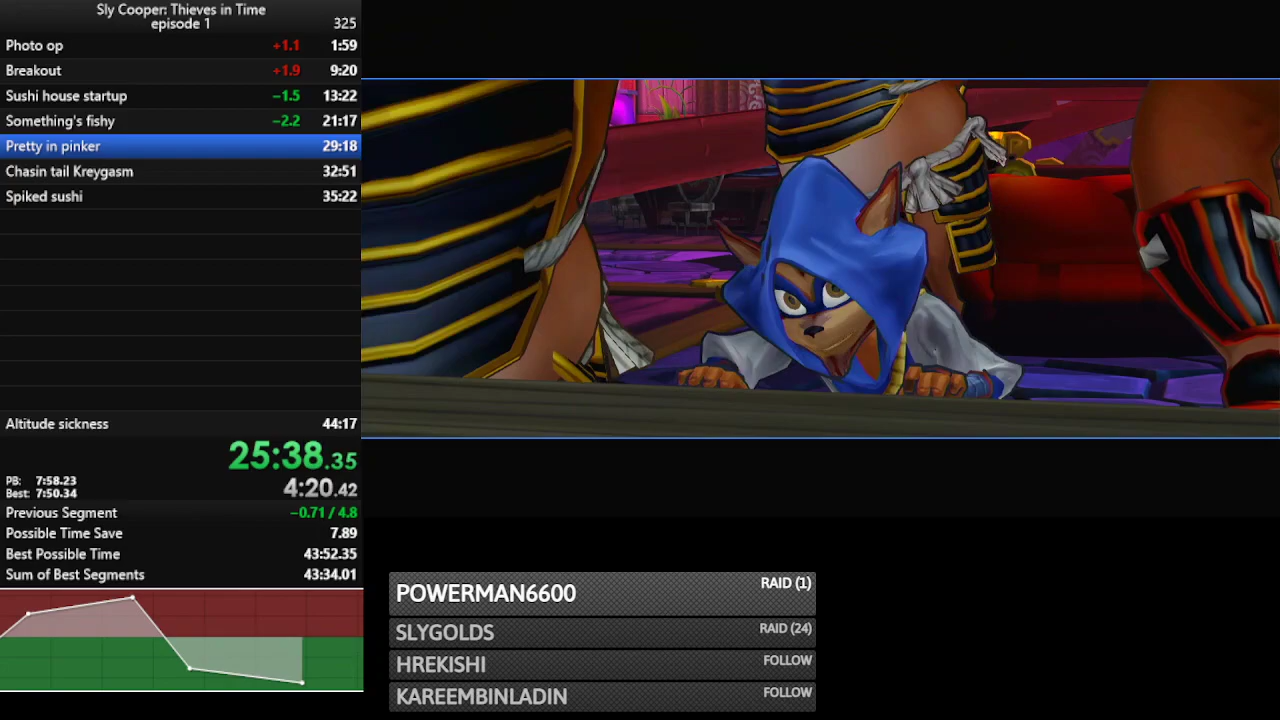 Sly Cooper: Thieves in Time
episode 1 325
Photo op +1.1 1:59
Breakout +1.9 9:20
Sushi house startup −1.5 13:22
Something's fishy −2.2 21:17
Pretty in pinker 29:18
Chasin tail Kreygasm 32:51
Spiked sushi 35:22
Altitude sickness 44:17
25:38.35
PB: 7:58.23
Best: 7:50.34
4:20.42
Previous Segment −0.71 / 4.8
Possible Time Save 7.89
Best Possible Time 43:52.35
Sum of Best Segments 43:34.01
POWERMAN6600 RAID (1)
SLYGOLDS RAID (24)
HREKISHI FOLLOW
KAREEMBINLADIN FOLLOW